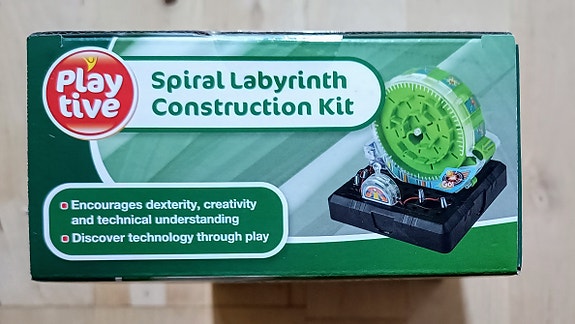 Play
tive
Spiral Labyrinth
Construction Kit
Encourages dexterity, creativity
and technical understanding
Discover technology through play
GO!